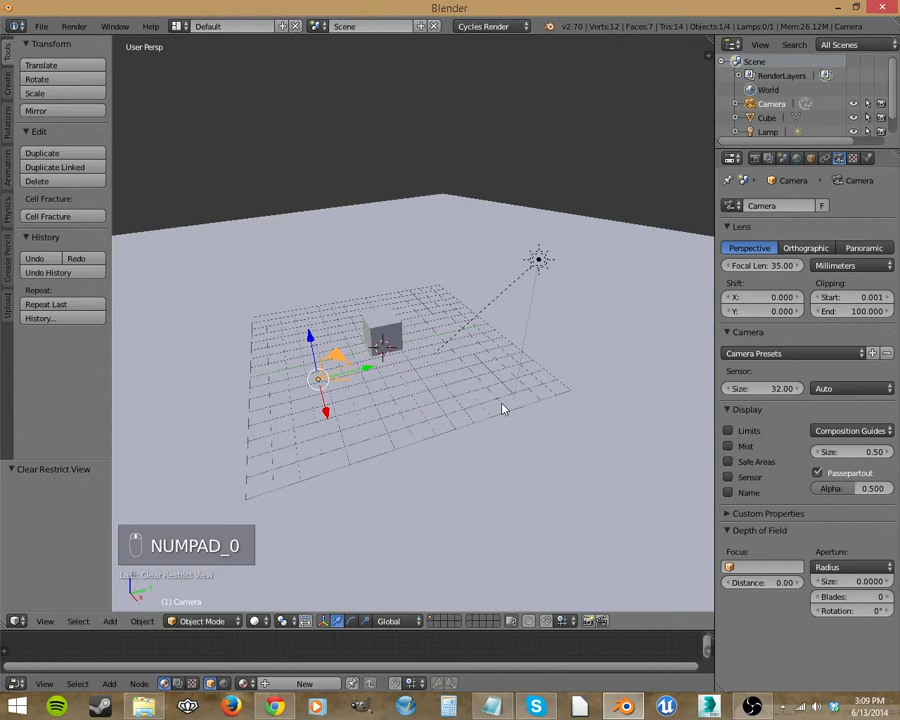 Blender
File Render Window Help Default Scene Cycles Render v2.70 | Verts:12 | Faces:7 | Tris:14 | Objects:1/4 | Lamps:0/1 | Mem:26.12M | Camera
Tools
Create
Relations
Animation
Physics
Grease Pencil
Upload
Transform
Translate
Rotate
Scale
Mirror
Edit
Duplicate
Duplicate Linked
Delete
Cell Fracture:
Cell Fracture
History
Undo Redo
Undo History
Repeat:
Repeat Last
History...
Clear Restrict View
User Persp
NUMPAD_0
Last: Clear Restrict View
(1) Camera
View Select Add Object Object Mode Global
View Select Add Node New
View Search All Scenes
Scene
RenderLayers
World
Camera
Cube
Lamp
Camera Camera
Camera F
Lens
Perspective Orthographic Panoramic
Focal Len: 35.00 Millimeters
Shift: Clipping:
X: 0.000 Start: 0.001
Y: 0.000 End: 100.000
Camera
Camera Presets
Sensor:
Size: 32.00 Auto
Display
Limits Composition Guides
Mist Size: 0.50
Safe Areas Passepartout
Sensor Alpha: 0.500
Name
Custom Properties
Depth of Field
Focus: Aperture:
Radius
Distance: 0.00 Size: 0.0000
Blades: 0
Rotation: 0°
3:09 PM
6/13/2014